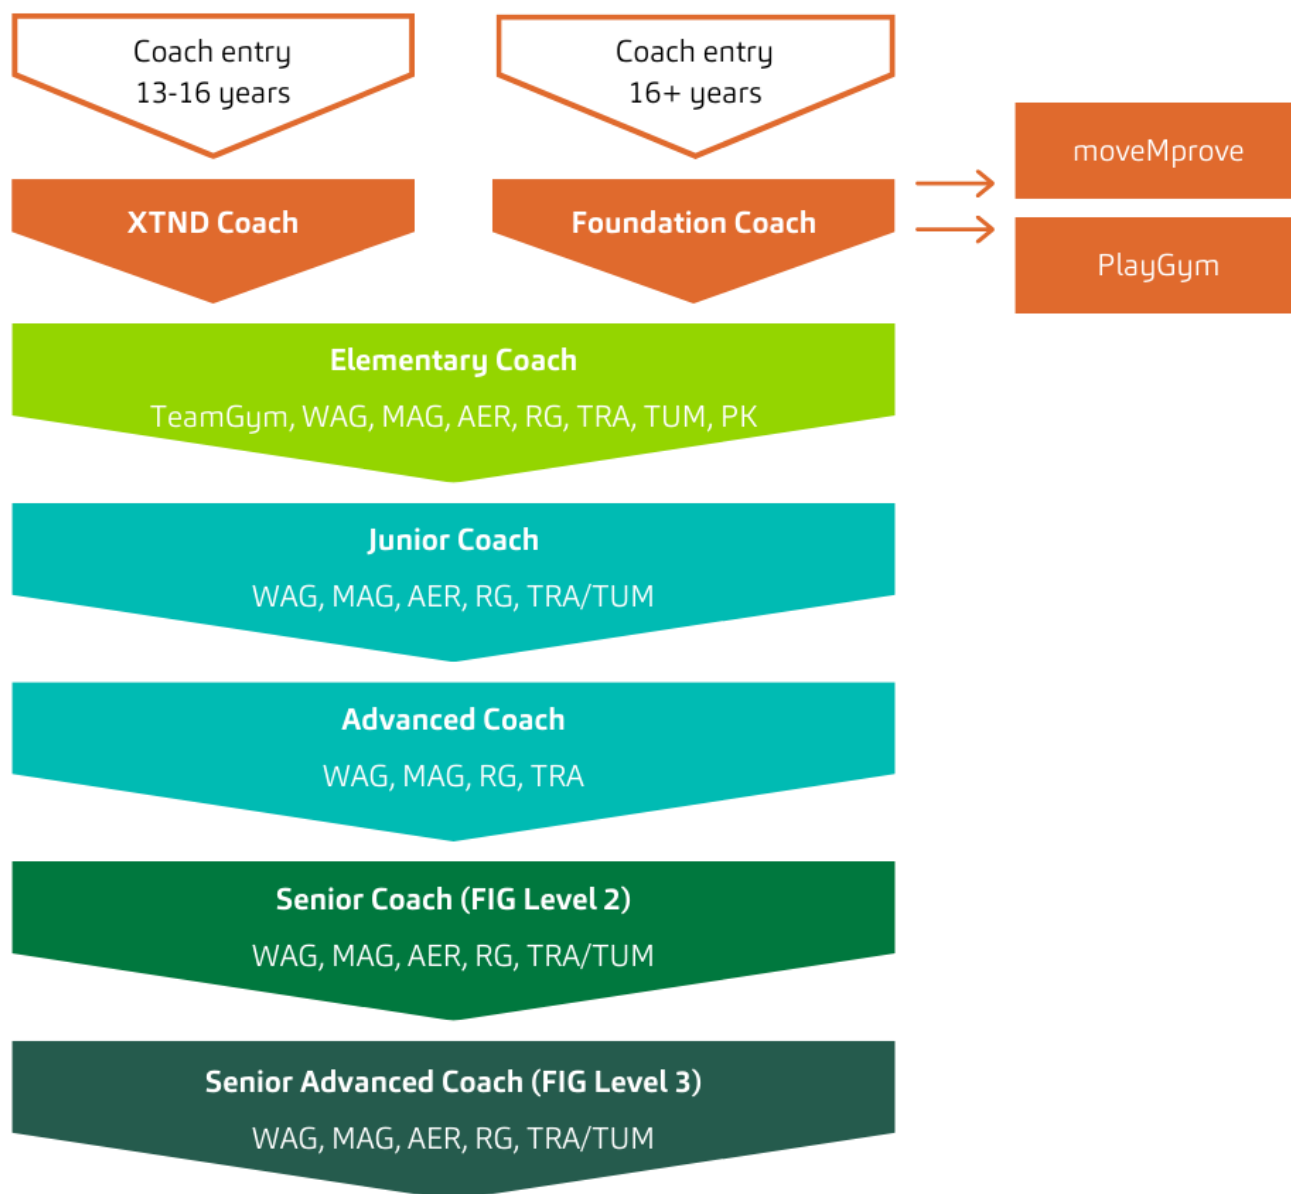 Coach entry
13-16 years
Coach entry
16+ years
XTND Coach
Foundation Coach
moveMprove
PlayGym
Elementary Coach
TeamGym, WAG, MAG, AER, RG, TRA, TUM, PK
Junior Coach
WAG, MAG, AER, RG, TRA/TUM
Advanced Coach
WAG, MAG, RG, TRA
Senior Coach (FIG Level 2)
WAG, MAG, AER, RG, TRA/TUM
Senior Advanced Coach (FIG Level 3)
WAG, MAG, AER, RG, TRA/TUM